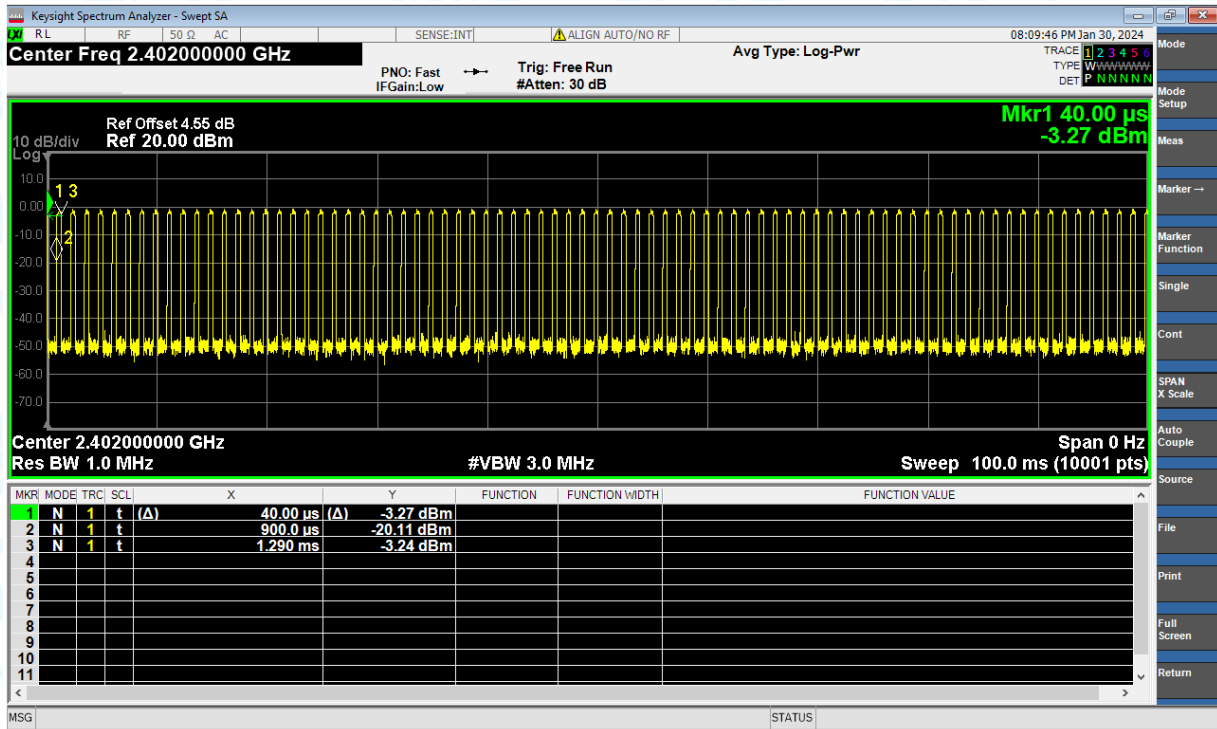 Keysight Spectrum Analyzer - Swept SA
LXI RL RF 50 Ω AC SENSE:INT ALIGN AUTO/NO RF 08:09:46 PM Jan 30, 2024
Center Freq 2.402000000 GHz
PNO: Fast
IFGain:Low
Trig: Free Run
#Atten: 30 dB
Avg Type: Log-Pwr
TRACE 1 2 3 4 5 6
TYPE WWWWWW
DET P N N N N N
Mkr1 40.00 µs
-3.27 dBm
Ref Offset 4.55 dB
10 dB/div Ref 20.00 dBm
Log
10.0
0.00
-10.0
-20.0
-30.0
-40.0
-50.0
-60.0
-70.0
1 3
2
Center 2.402000000 GHz Span 0 Hz
Res BW 1.0 MHz #VBW 3.0 MHz Sweep 100.0 ms (10001 pts)
MKR MODE TRC SCL X Y FUNCTION FUNCTION WIDTH FUNCTION VALUE
1 N 1 t (Δ) 40.00 µs (Δ) -3.27 dBm
2 N 1 t 900.0 µs -20.11 dBm
3 N 1 t 1.290 ms -3.24 dBm
4
5
6
7
8
9
10
11
MSG STATUS
Mode
Mode
Setup
Meas
Marker →
Marker
Function
Single
Cont
SPAN
X Scale
Auto
Couple
Source
File
Print
Full
Screen
Return